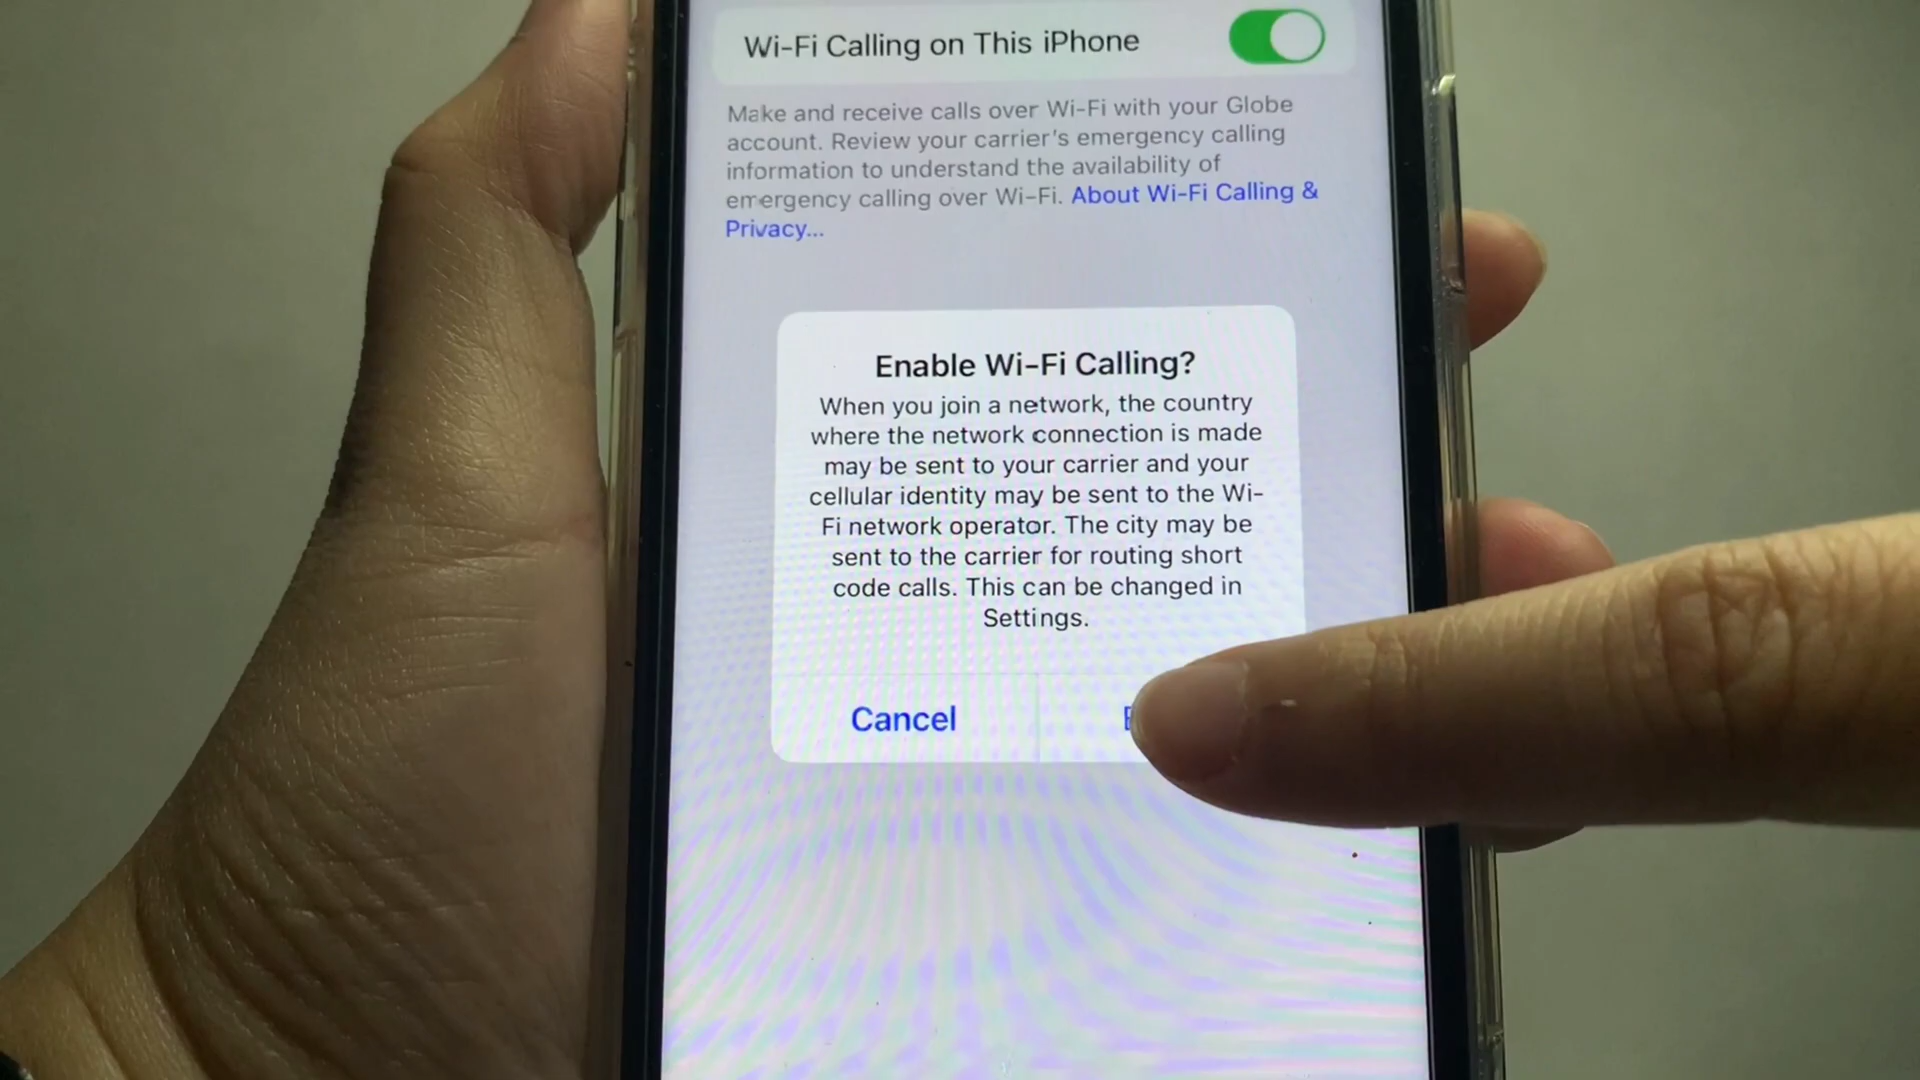 Wi-Fi Calling on This iPhone
Make and receive calls over Wi-Fi with your Globe
account. Review your carrier's emergency calling
information to understand the availability of
emergency calling over Wi-Fi. About Wi-Fi Calling &
Privacy...
Enable Wi-Fi Calling?
When you join a network, the country
where the network connection is made
may be sent to your carrier and your
cellular identity may be sent to the Wi-
Fi network operator. The city may be
sent to the carrier for routing short
code calls. This can be changed in
Settings.
Cancel